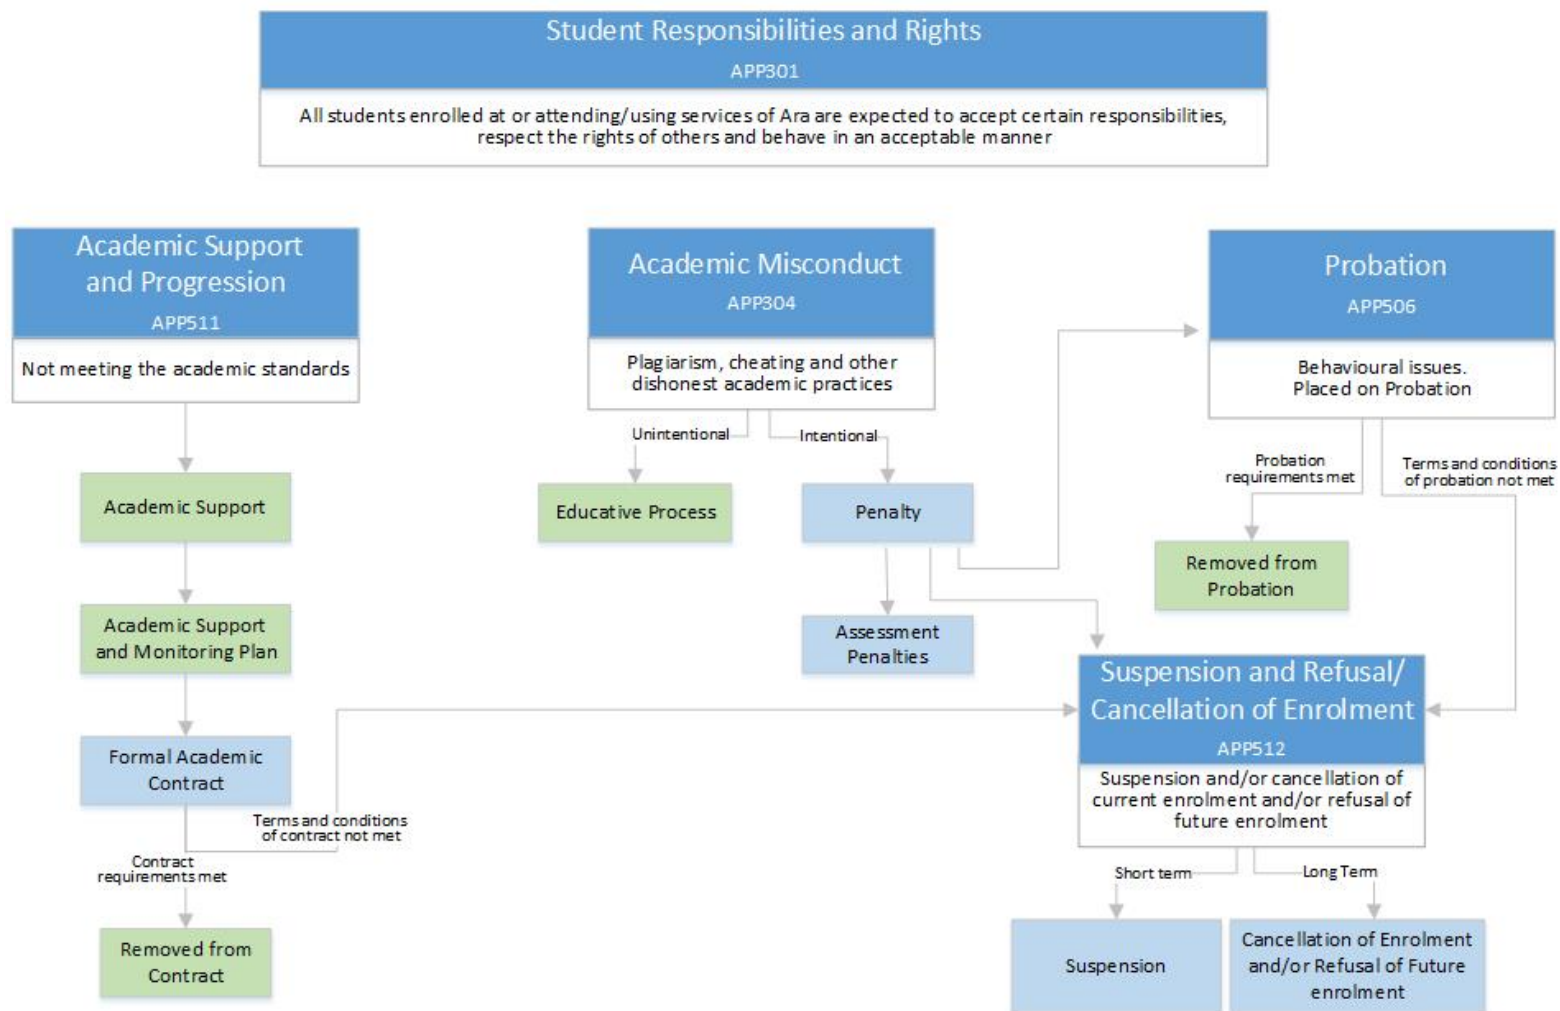 Student Responsibilities and Rights
APP301
All students enrolled at or attending/using services of Ara are expected to accept certain responsibilities,
respect the rights of others and behave in an acceptable manner
Academic Support
and Progression
APP511
Not meeting the academic standards
Academic Support
Academic Support
and Monitoring Plan
Formal Academic
Contract
Terms and conditions
of contract not met
Contract
requirements met
Removed from
Contract
Academic Misconduct
APP304
Plagiarism, cheating and other
dishonest academic practices
Unintentional
Intentional
Educative Process
Penalty
Assessment
Penalties
Probation
APP506
Behavioural issues.
Placed on Probation
Probation
requirements met
Terms and conditions
of probation not met
Removed from
Probation
Suspension and Refusal/
Cancellation of Enrolment
APP512
Suspension and/or cancellation of
current enrolment and/or refusal of
future enrolment
Short term
Long Term
Suspension
Cancellation of Enrolment
and/or Refusal of Future
enrolment